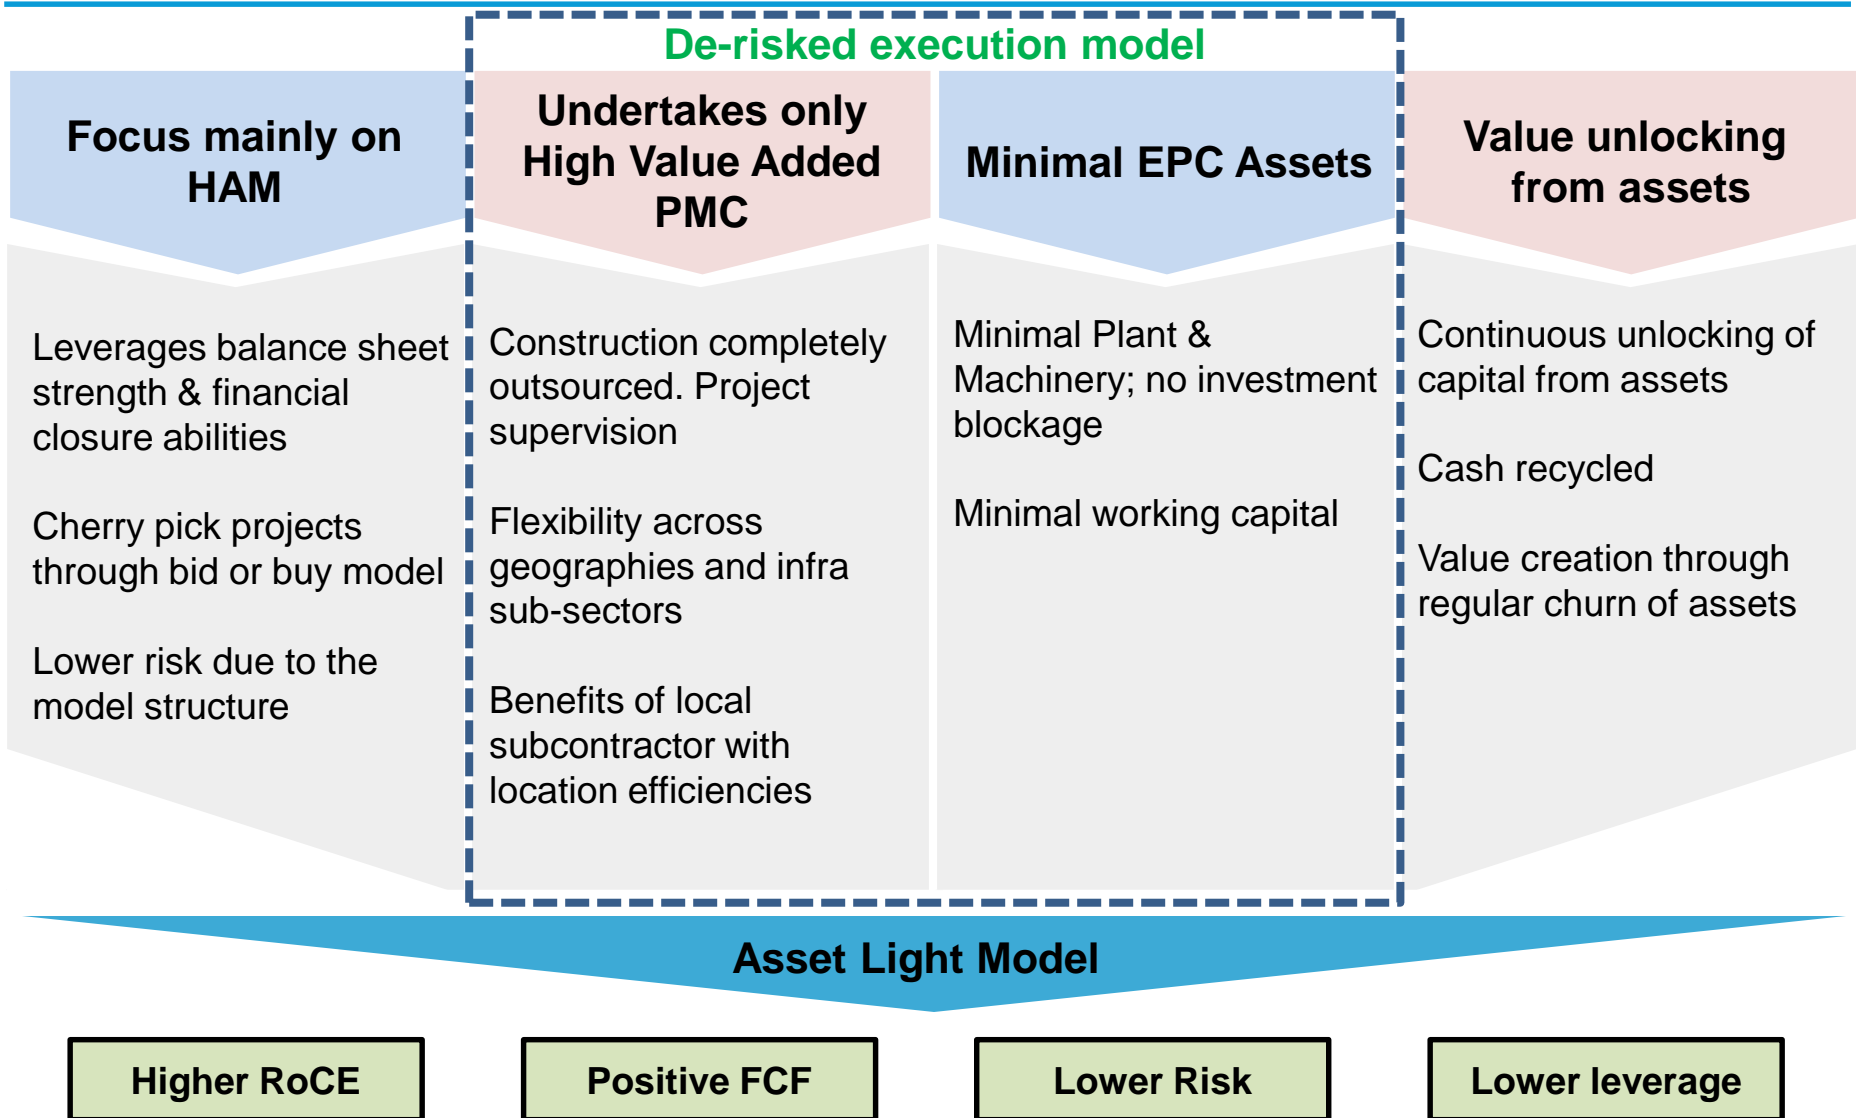 De-risked execution model
Focus mainly on
HAM
Undertakes only
High Value Added
PMC
Minimal EPC Assets
Value unlocking
from assets
Leverages balance sheet
strength & financial
closure abilities
Cherry pick projects
through bid or buy model
Lower risk due to the
model structure
Construction completely
outsourced. Project
supervision
Flexibility across
geographies and infra
sub-sectors
Benefits of local
subcontractor with
location efficiencies
Minimal Plant &
Machinery; no investment
blockage
Minimal working capital
Continuous unlocking of
capital from assets
Cash recycled
Value creation through
regular churn of assets
Asset Light Model
Higher RoCE
Positive FCF
Lower Risk
Lower leverage